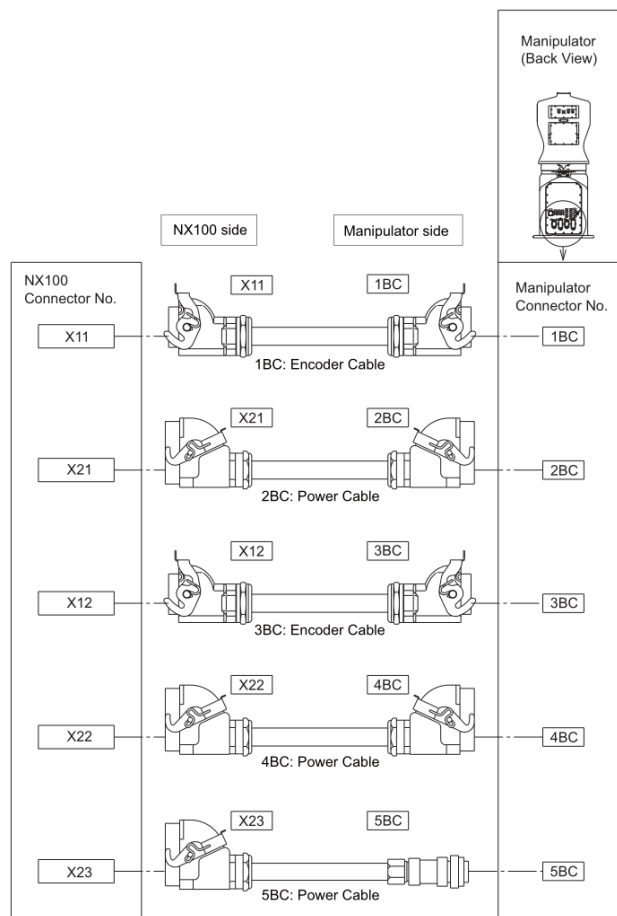 Manipulator
(Back View)
NX100 side
Manipulator side
NX100
Connector No.
Manipulator
Connector No.
X11
X11
1BC
1BC
1BC: Encoder Cable
X21
X21
2BC
2BC
2BC: Power Cable
X12
X12
3BC
3BC
3BC: Encoder Cable
X22
X22
4BC
4BC
4BC: Power Cable
X23
X23
5BC
5BC
5BC: Power Cable